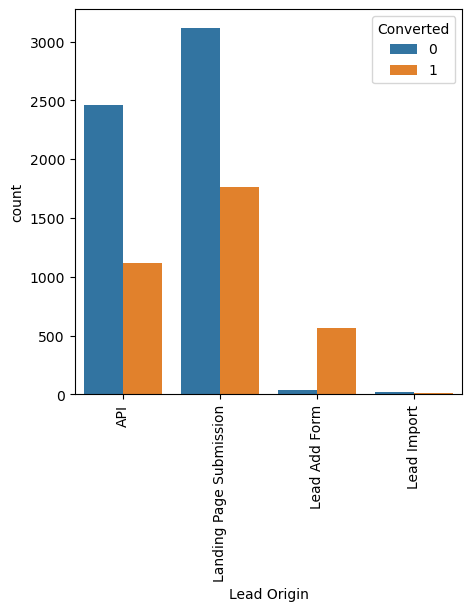 Converted
0
1
3000
2500
2000
1500
1000
500
0
count
API
Landing Page Submission
Lead Add Form
Lead Import
Lead Origin